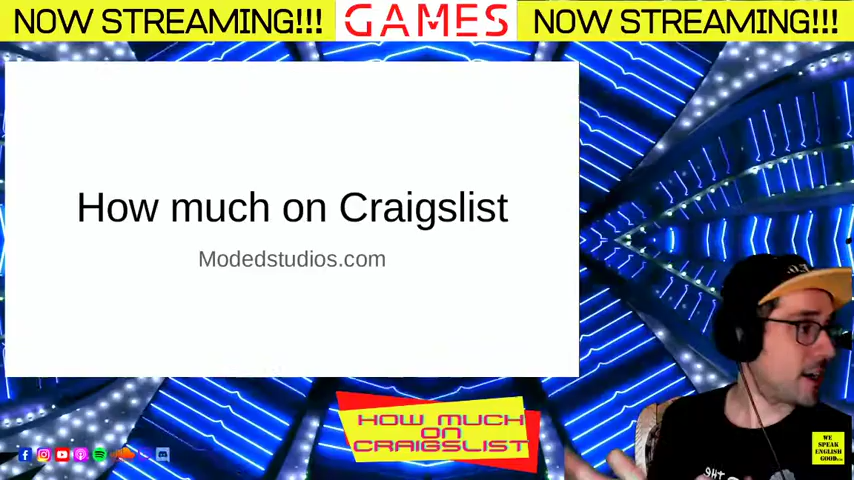 NOW STREAMING!!! GAMES NOW STREAMING!!!
How much on Craigslist
Modedstudios.com
HOW MUCH
ON
CRAIGSLIST
WE
SPEAK
ENGLISH
GOOD